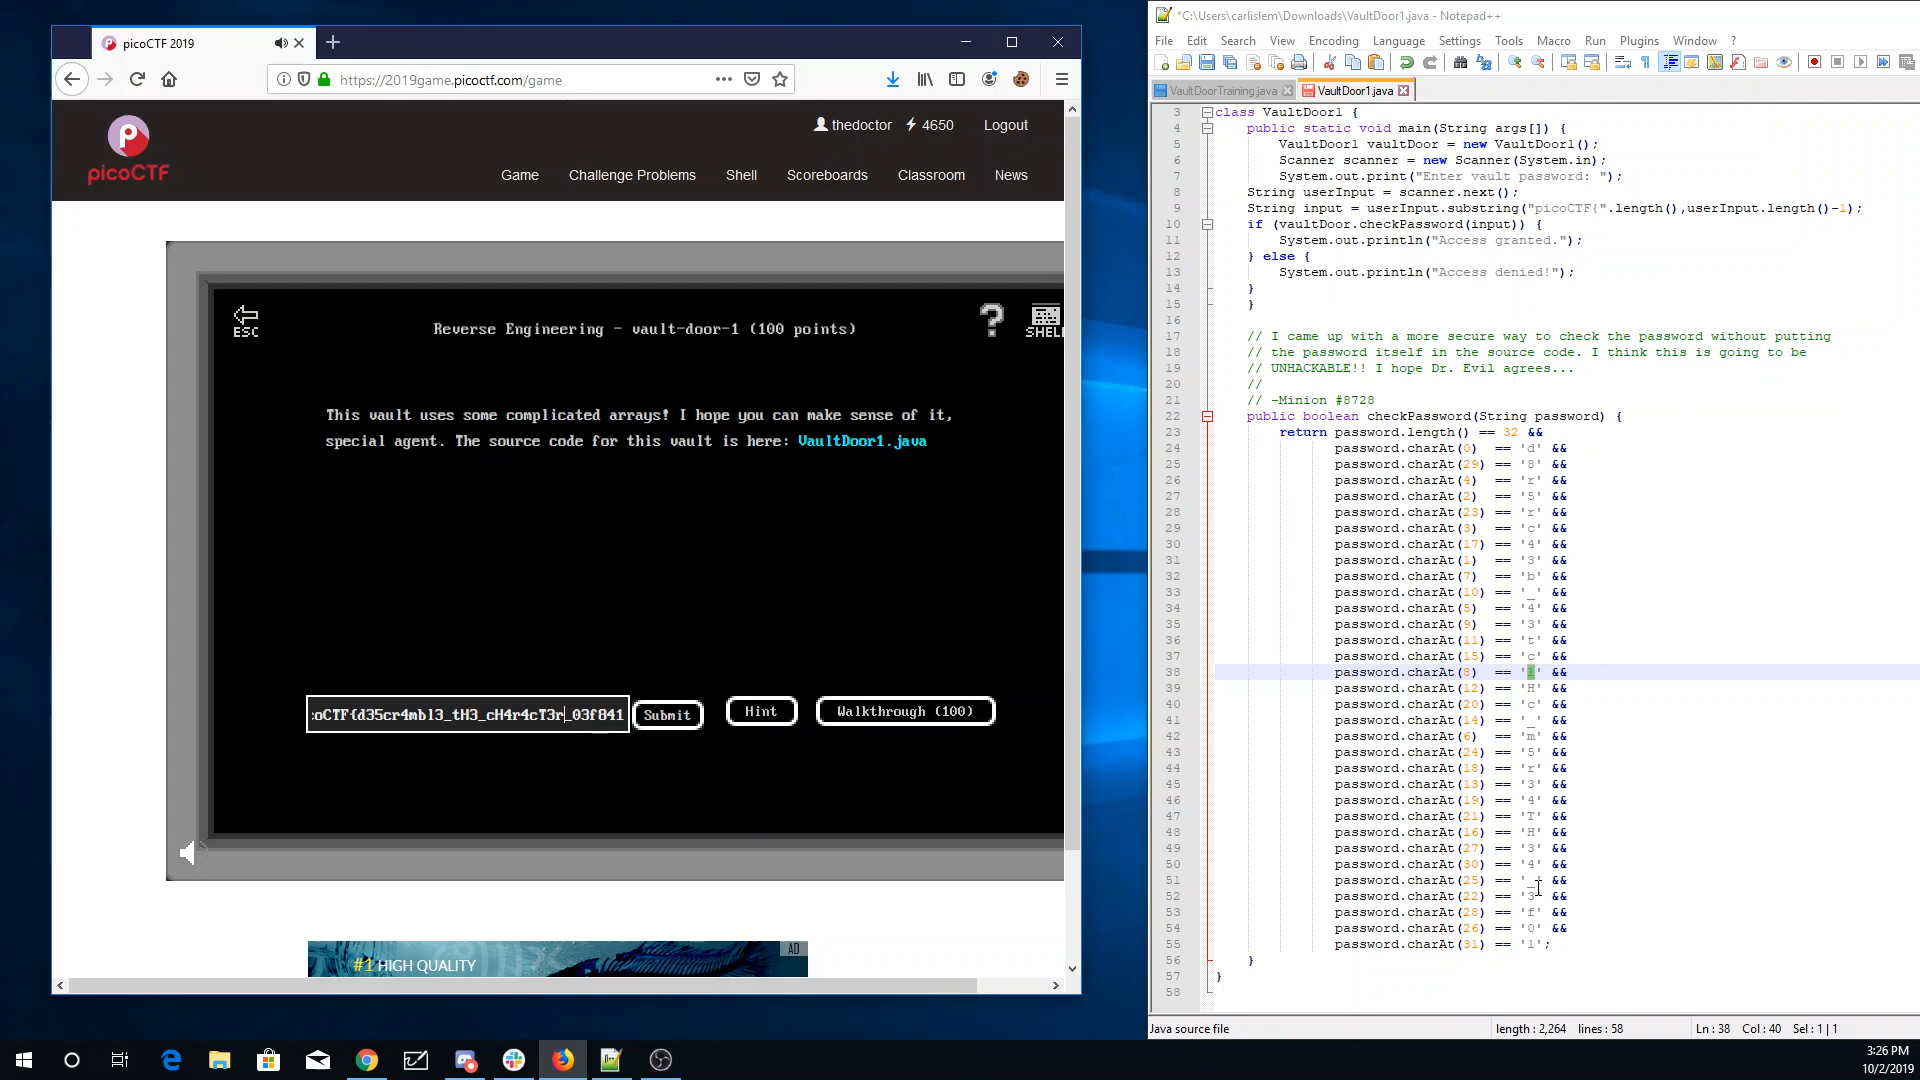 picoCTF 2019
https://2019game.picoctf.com/game
picoCTF
thedoctor 4650 Logout
Game Challenge Problems Shell Scoreboards Classroom News
ESC
Reverse Engineering - vault-door-1 (100 points)
?
SHELL
This vault uses some complicated arrays! I hope you can make sense of it,
special agent. The source code for this vault is here: VaultDoor1.java
:oCTF{d35cr4mbl3_tH3_cH4r4cT3r_03f841
Submit
Hint
Walkthrough (100)
AD
#1 HIGH QUALITY
*C:\Users\carlislem\Downloads\VaultDoor1.java - Notepad++
File Edit Search View Encoding Language Settings Tools Macro Run Plugins Window ?
VaultDoorTraining.java VaultDoor1.java
3 class VaultDoor1 {
4 public static void main(String args[]) {
5 VaultDoor1 vaultDoor = new VaultDoor1();
6 Scanner scanner = new Scanner(System.in);
7 System.out.print("Enter vault password: ");
8 String userInput = scanner.next();
9 String input = userInput.substring("picoCTF{".length(),userInput.length()-1);
10 if (vaultDoor.checkPassword(input)) {
11 System.out.println("Access granted.");
12 } else {
13 System.out.println("Access denied!");
14 }
15 }
16
17 // I came up with a more secure way to check the password without putting
18 // the password itself in the source code. I think this is going to be
19 // UNHACKABLE!! I hope Dr. Evil agrees...
20 //
21 // -Minion #8728
22 public boolean checkPassword(String password) {
23 return password.length() == 32 &&
24 password.charAt(0) == 'd' &&
25 password.charAt(29) == '8' &&
26 password.charAt(4) == 'r' &&
27 password.charAt(2) == '5' &&
28 password.charAt(23) == 'r' &&
29 password.charAt(3) == 'c' &&
30 password.charAt(17) == '4' &&
31 password.charAt(1) == '3' &&
32 password.charAt(7) == 'b' &&
33 password.charAt(10) == '_' &&
34 password.charAt(5) == '4' &&
35 password.charAt(9) == '3' &&
36 password.charAt(11) == 't' &&
37 password.charAt(15) == 'c' &&
38 password.charAt(8) == 'l' &&
39 password.charAt(12) == 'H' &&
40 password.charAt(20) == 'c' &&
41 password.charAt(14) == '_' &&
42 password.charAt(6) == 'm' &&
43 password.charAt(24) == '5' &&
44 password.charAt(18) == 'r' &&
45 password.charAt(13) == '3' &&
46 password.charAt(19) == '4' &&
47 password.charAt(21) == 'T' &&
48 password.charAt(16) == 'H' &&
49 password.charAt(27) == '3' &&
50 password.charAt(30) == '4' &&
51 password.charAt(25) == '_' &&
52 password.charAt(22) == '3' &&
53 password.charAt(28) == 'f' &&
54 password.charAt(26) == '0' &&
55 password.charAt(31) == '1';
56 }
57 }
58
Java source file length : 2,264 lines : 58 Ln : 38 Col : 40 Sel : 1 | 1
3:26 PM
10/2/2019